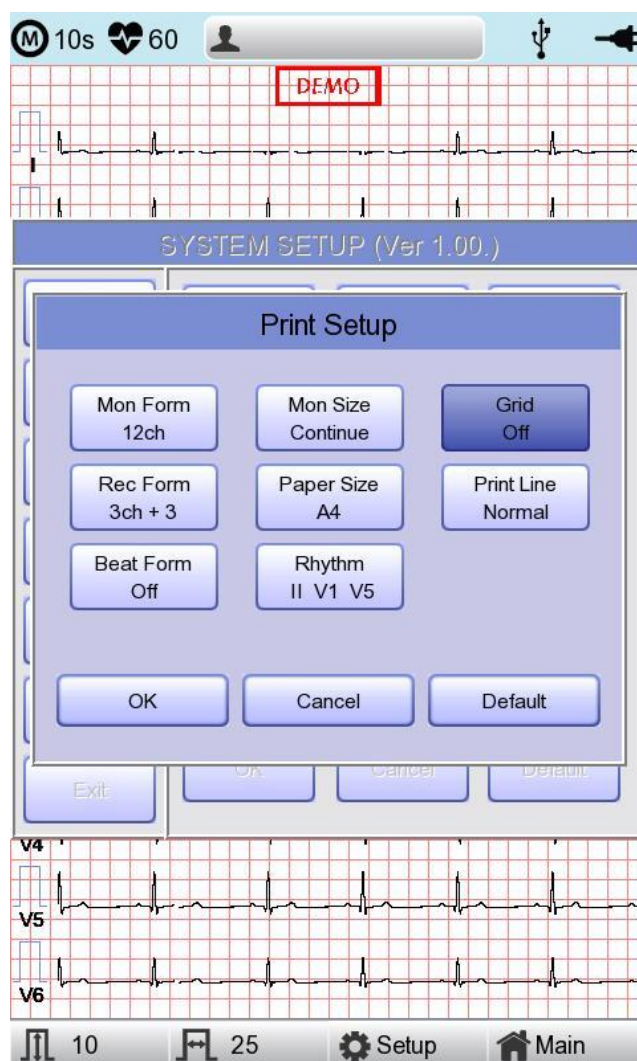 M 10s 60
DEMO
I
SYSTEM SETUP (Ver 1.00.)
Print Setup
Mon Form
12ch
Mon Size
Continue
Grid
Off
Rec Form
3ch + 3
Paper Size
A4
Print Line
Normal
Beat Form
Off
Rhythm
II V1 V5
OK Cancel Default
Exit OK Cancel Default
V4
V5
V6
10 25 Setup Main